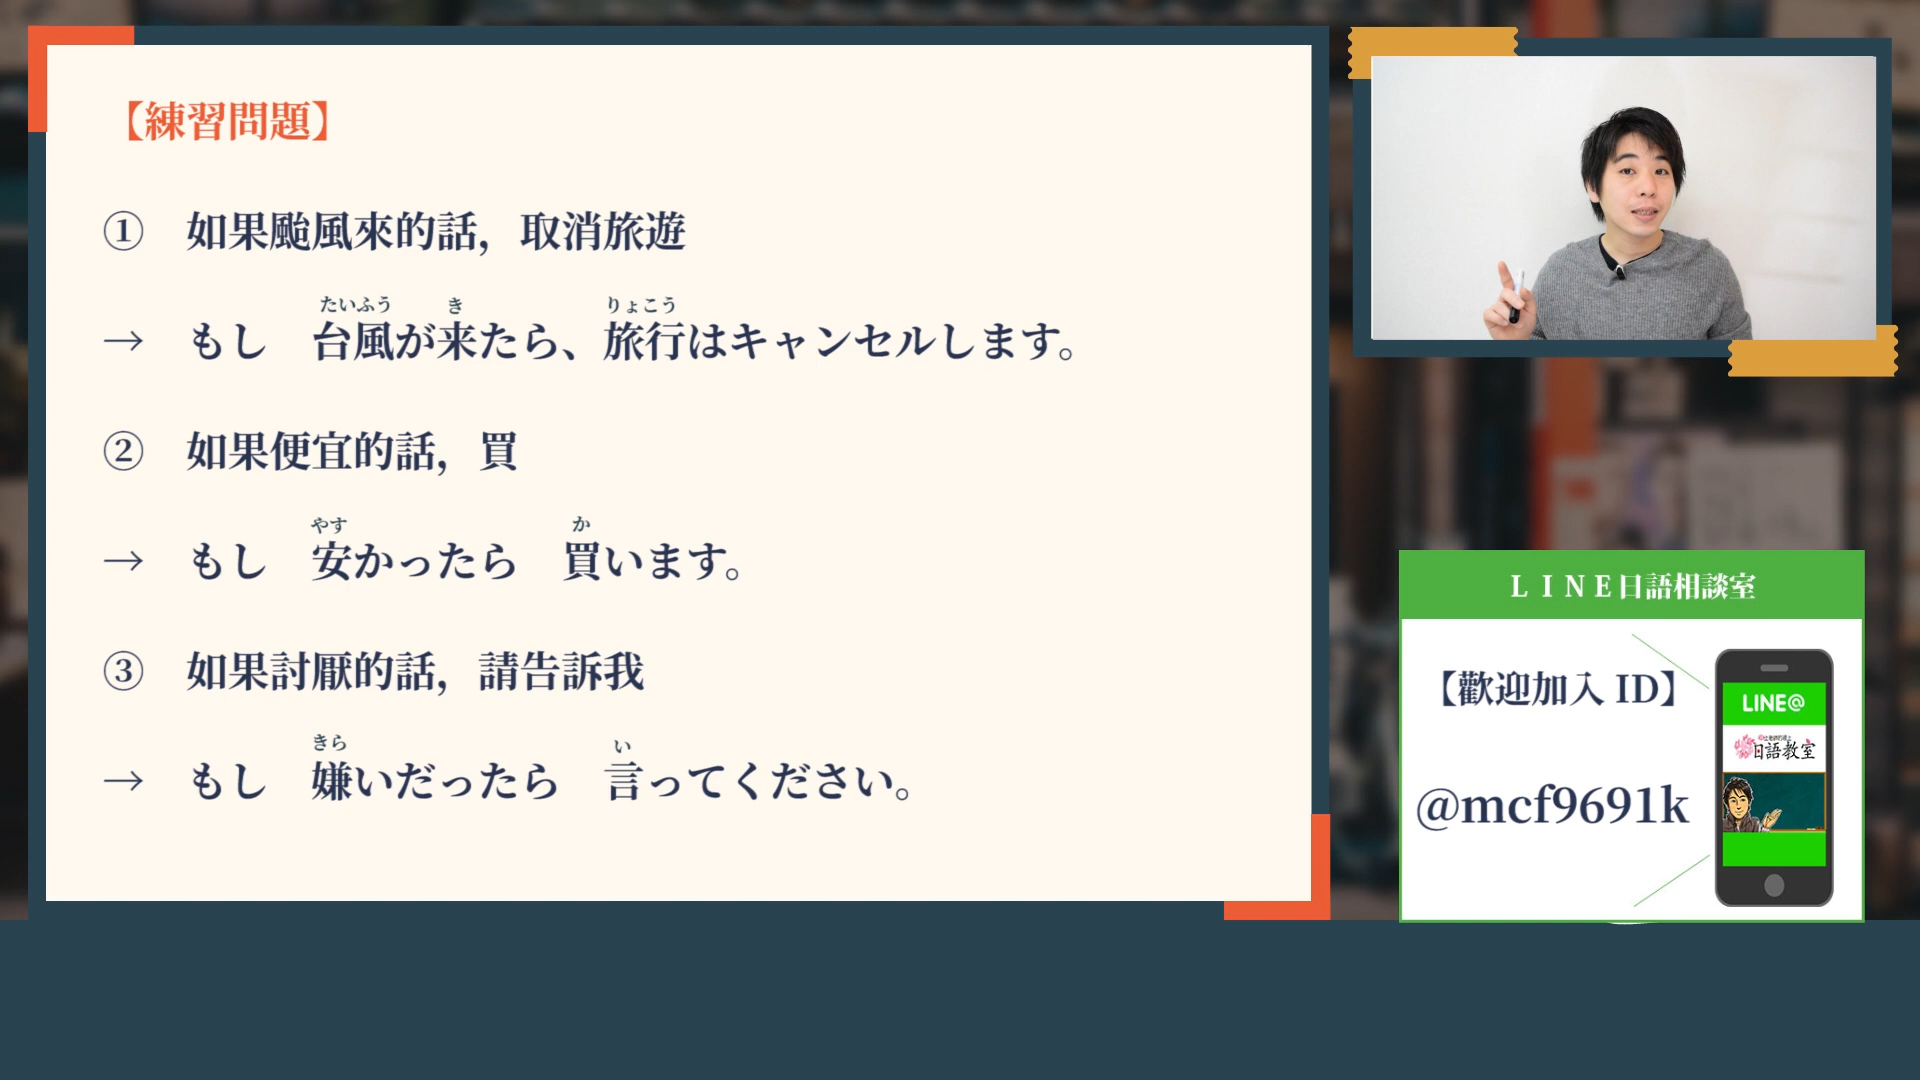 【練習問題】
① 如果颱風來的話，取消旅遊
たいふう き りょこう
→ もし 台風が来たら、旅行はキャンセルします。
② 如果便宜的話，買
やす か
→ もし 安かったら 買います。
③ 如果討厭的話，請告訴我
きら い
→ もし 嫌いだったら 言ってください。
ＬＩＮＥ日語相談室
【歡迎加入 ID】
@mcf9691k
LINE@
日語教室